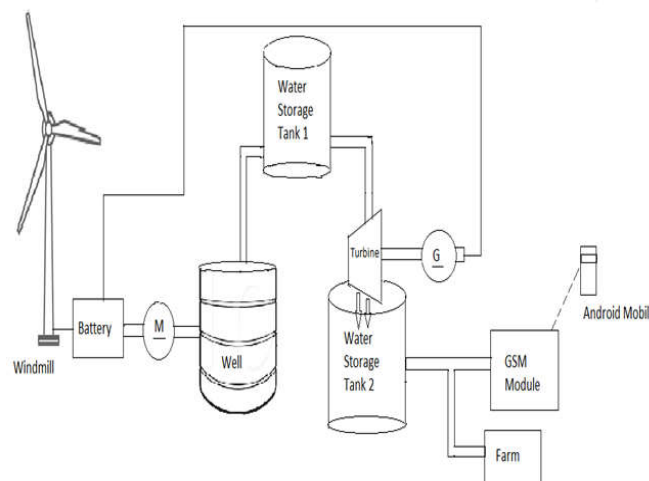 Water
Storage
Tank 1
Turbine
G
Android Mobil
Battery
M
Well
Windmill
Water
Storage
Tank 2
GSM
Module
Farm